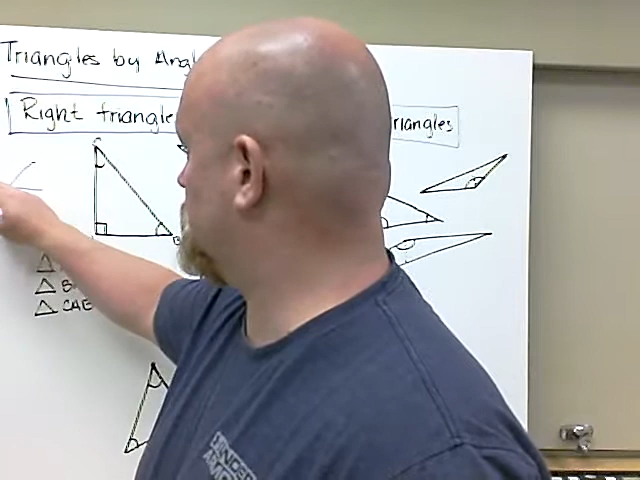 Triangles by Ang
Right triangle
riangles
C
△
△ B
△ CAE